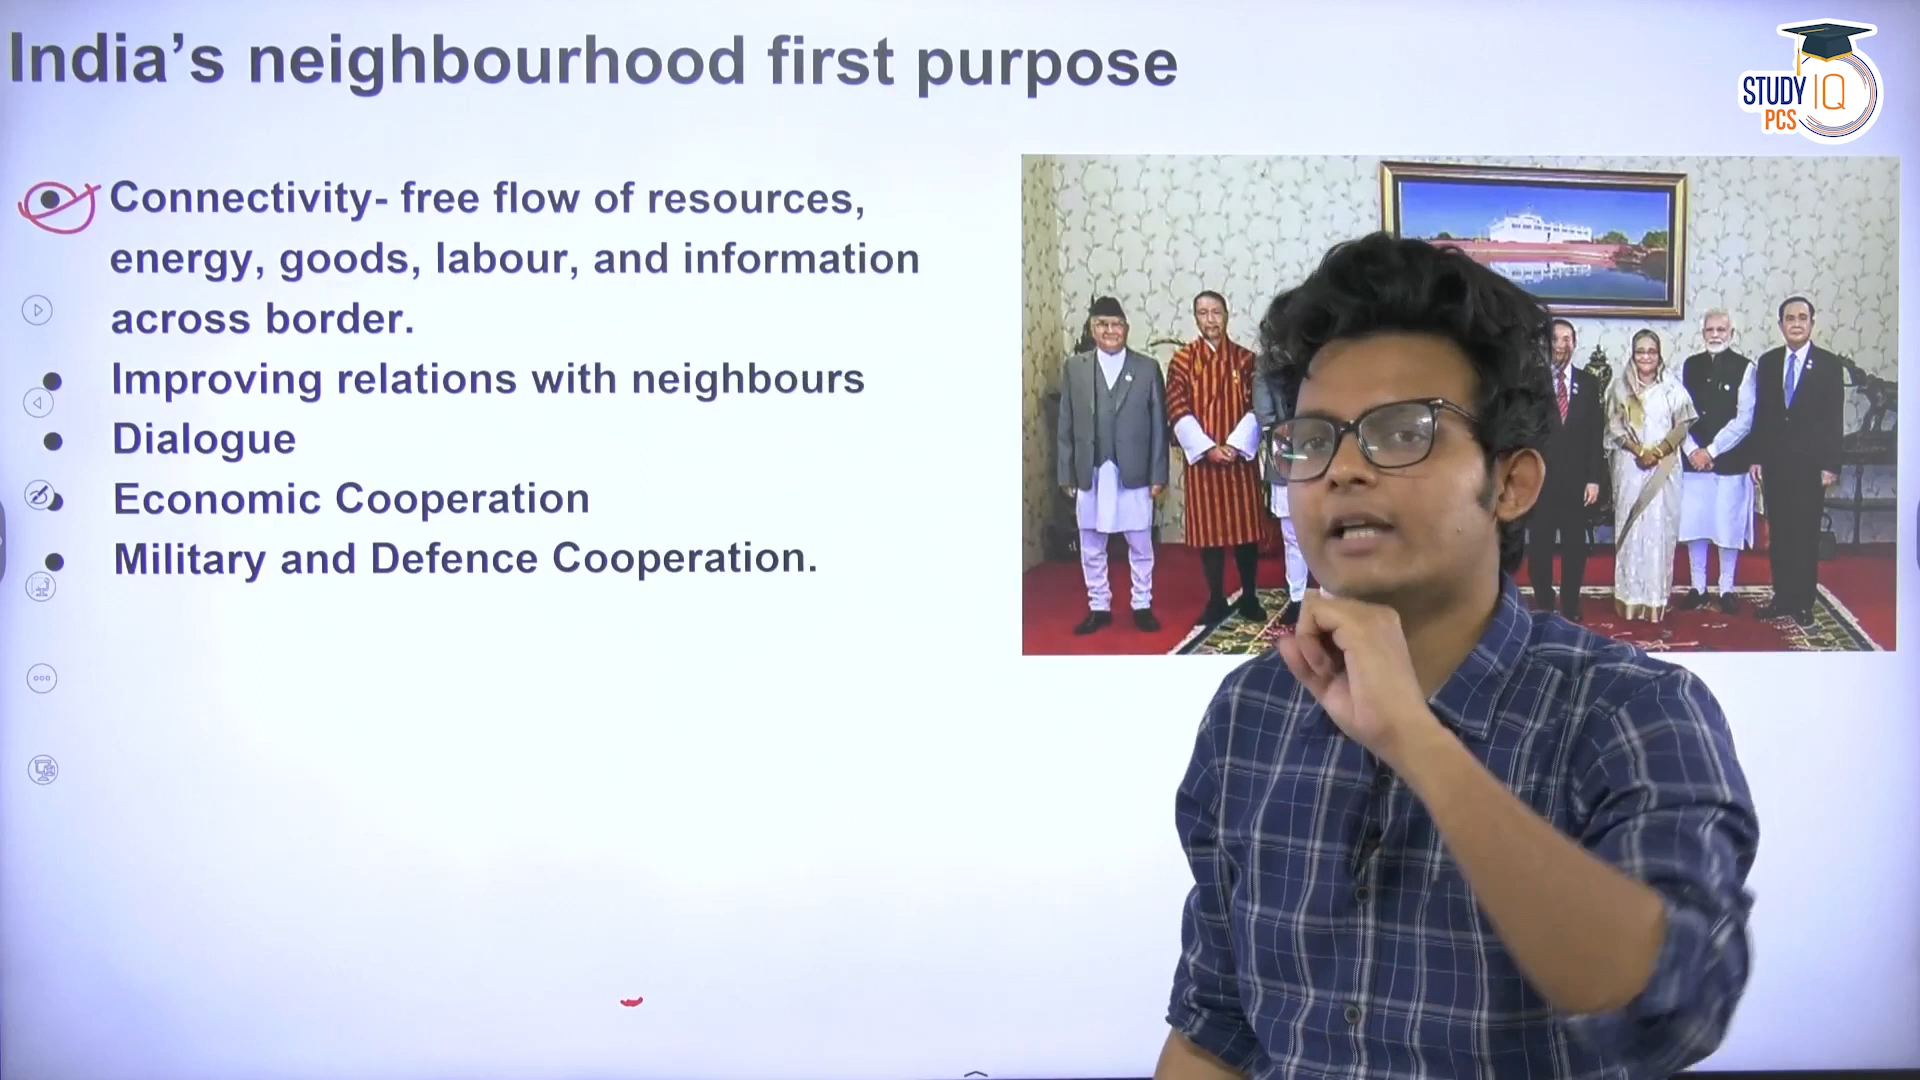 India's neighbourhood first purpose
STUDY IQ
PCS
Connectivity- free flow of resources,
energy, goods, labour, and information
across border.
Improving relations with neighbours
Dialogue
Economic Cooperation
Military and Defence Cooperation.